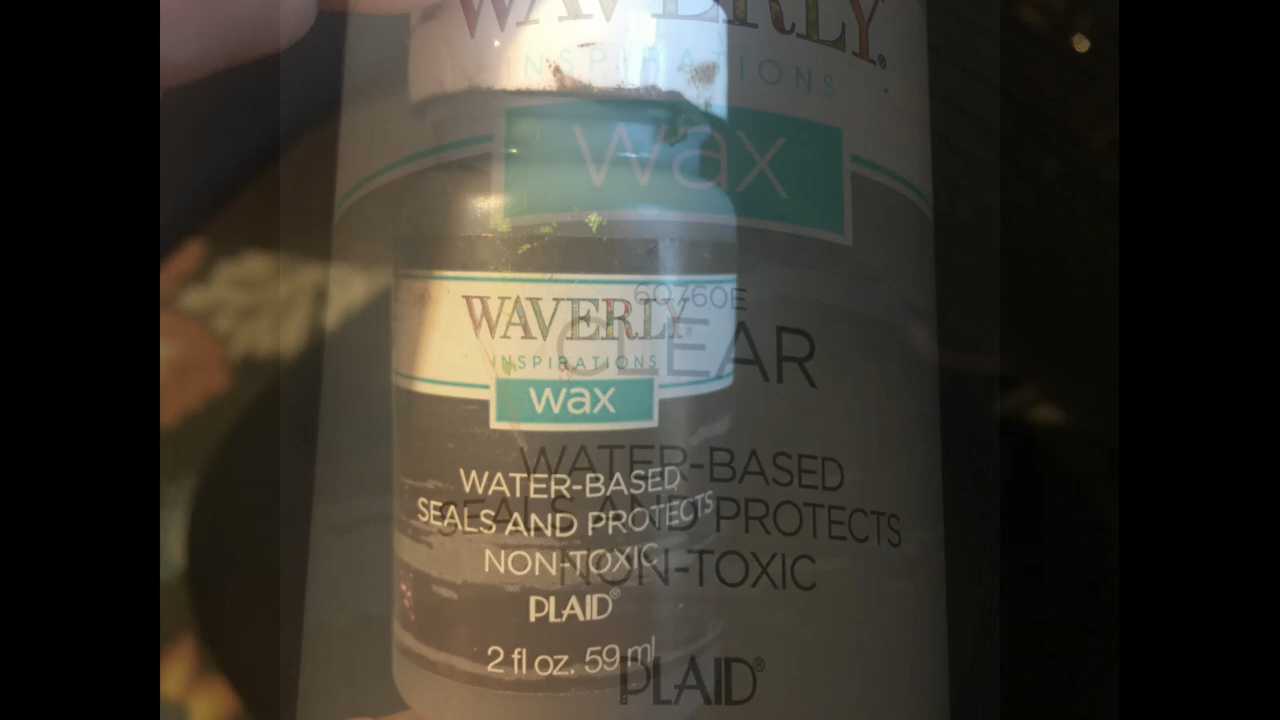 WAVERLY®
INSPIRATIONS
wax
60760E
CLEAR
WATER-BASED
SEALS AND PROTECTS
NON-TOXIC
PLAID®
WAVERLY®
INSPIRATIONS
wax
WATER-BASED
SEALS AND PROTECTS
NON-TOXIC
PLAID®
2 fl oz. 59 ml